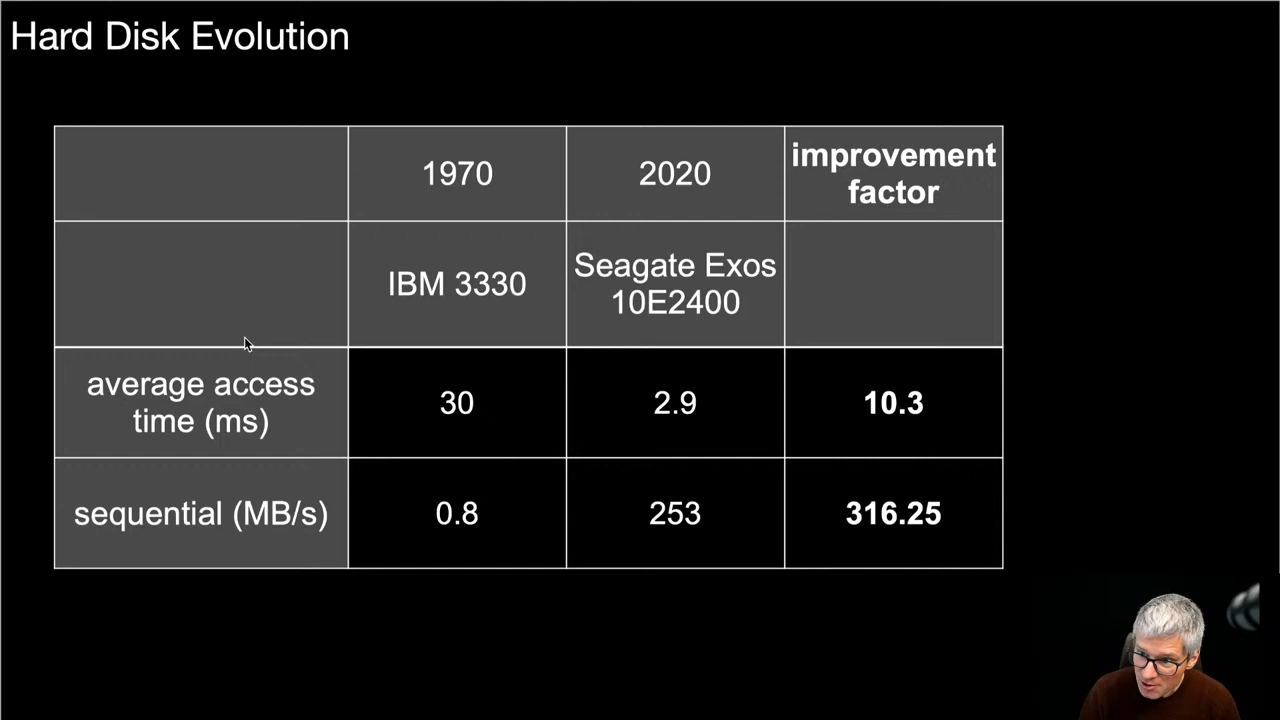 Hard Disk Evolution
1970
2020
improvement
factor
IBM 3330
Seagate Exos
10E2400
average access
time (ms)
30
2.9
10.3
sequential (MB/s)
0.8
253
316.25